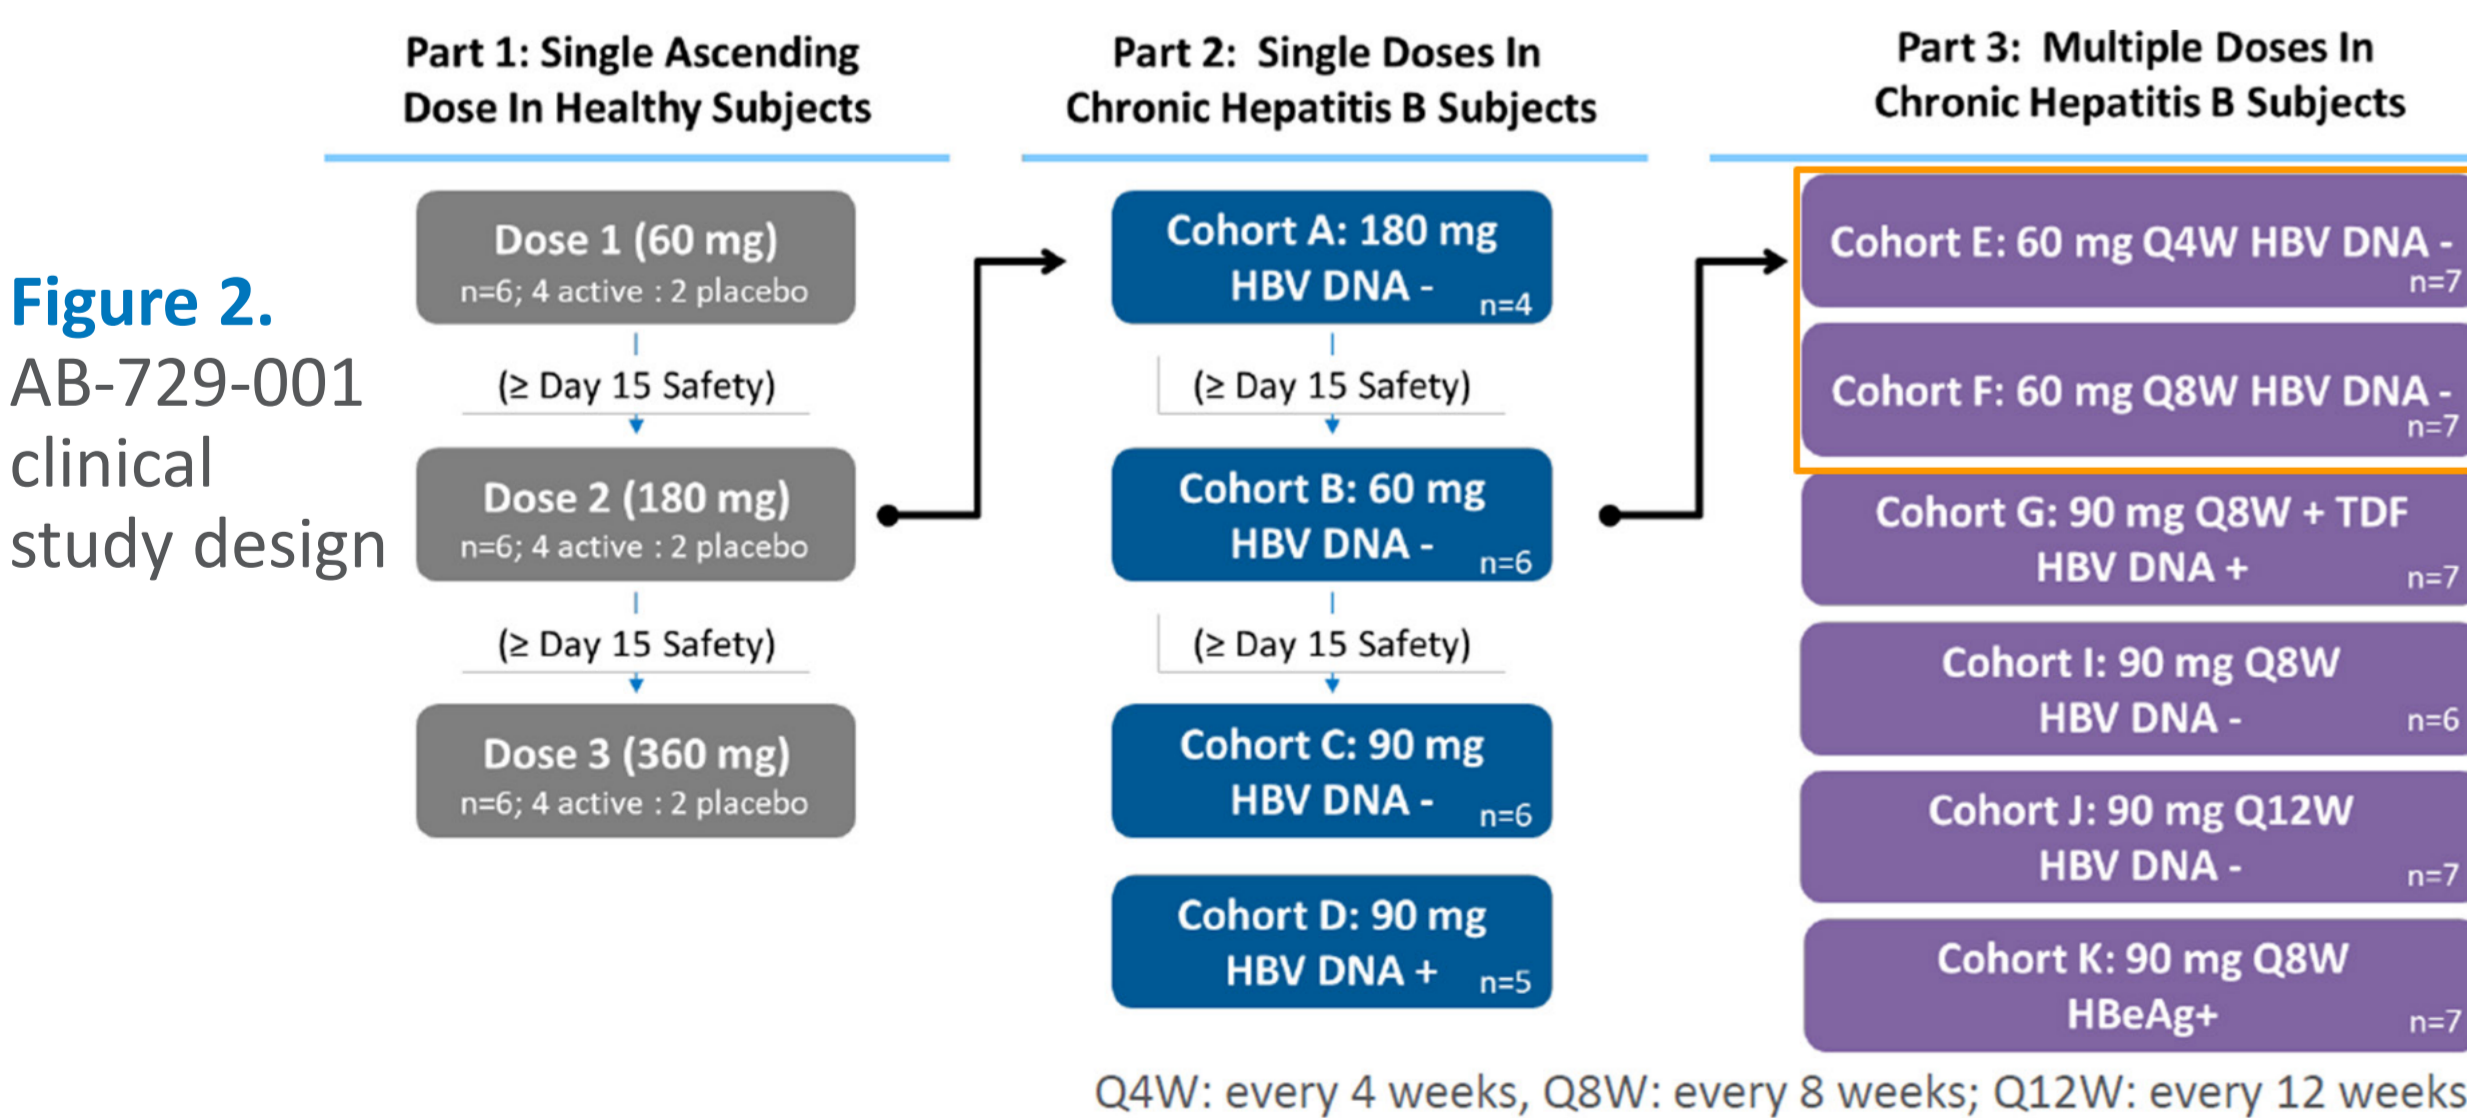 Figure 2.
AB-729-001
clinical
study design
Part 1: Single Ascending
Dose In Healthy Subjects
Dose 1 (60 mg)
n=6; 4 active : 2 placebo
(≥ Day 15 Safety)
Dose 2 (180 mg)
n=6; 4 active : 2 placebo
(≥ Day 15 Safety)
Dose 3 (360 mg)
n=6; 4 active : 2 placebo
Part 2: Single Doses In
Chronic Hepatitis B Subjects
Cohort A: 180 mg
HBV DNA - n=4
(≥ Day 15 Safety)
Cohort B: 60 mg
HBV DNA - n=6
(≥ Day 15 Safety)
Cohort C: 90 mg
HBV DNA - n=6
Cohort D: 90 mg
HBV DNA + n=5
Part 3: Multiple Doses In
Chronic Hepatitis B Subjects
Cohort E: 60 mg Q4W HBV DNA -
n=7
Cohort F: 60 mg Q8W HBV DNA -
n=7
Cohort G: 90 mg Q8W + TDF
HBV DNA + n=7
Cohort I: 90 mg Q8W
HBV DNA - n=6
Cohort J: 90 mg Q12W
HBV DNA - n=7
Cohort K: 90 mg Q8W
HBeAg+ n=7
Q4W: every 4 weeks, Q8W: every 8 weeks; Q12W: every 12 weeks